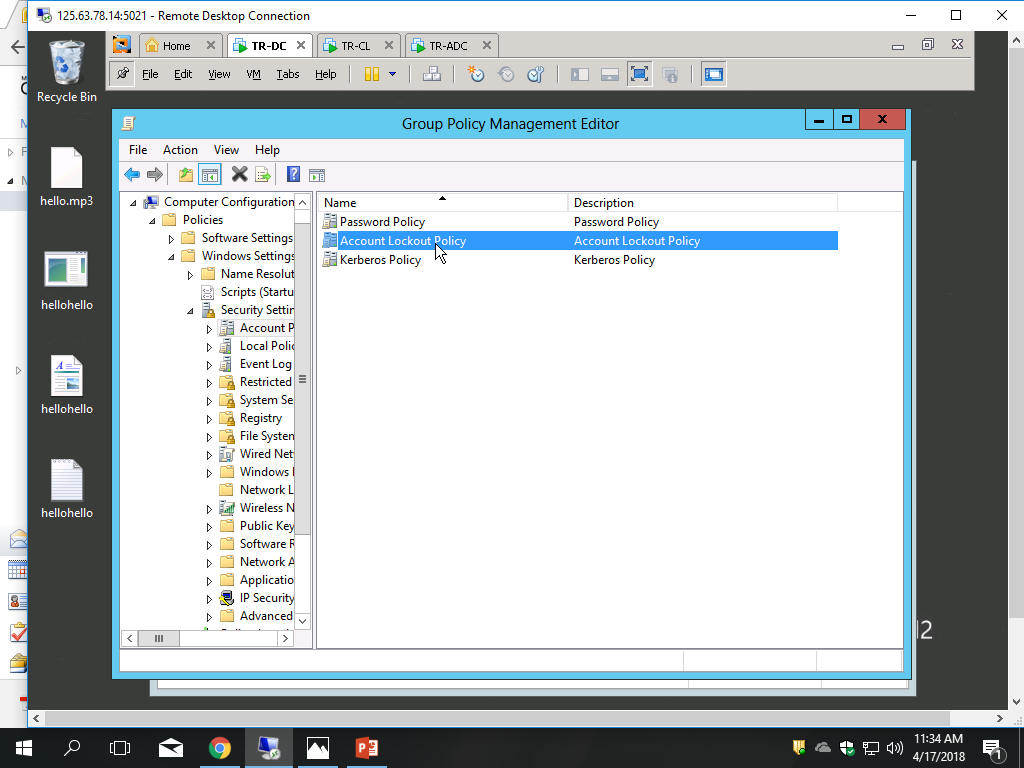 125.63.78.14:5021 - Remote Desktop Connection
Home
TR-DC
TR-CL
TR-ADC
File Edit View VM Tabs Help
Recycle Bin
hello.mp3
hellohello
hellohello
hellohello
Group Policy Management Editor
File Action View Help
Computer Configuration
Policies
Software Settings
Windows Settings
Name Resolut
Scripts (Startu
Security Settin
Account P
Local Polic
Event Log
Restricted
System Se
Registry
File System
Wired Net
Windows
Network L
Wireless N
Public Key
Software R
Network A
Applicatio
IP Security
Advanced
Name Description
Password Policy Password Policy
Account Lockout Policy Account Lockout Policy
Kerberos Policy Kerberos Policy
12
11:34 AM
4/17/2018
1